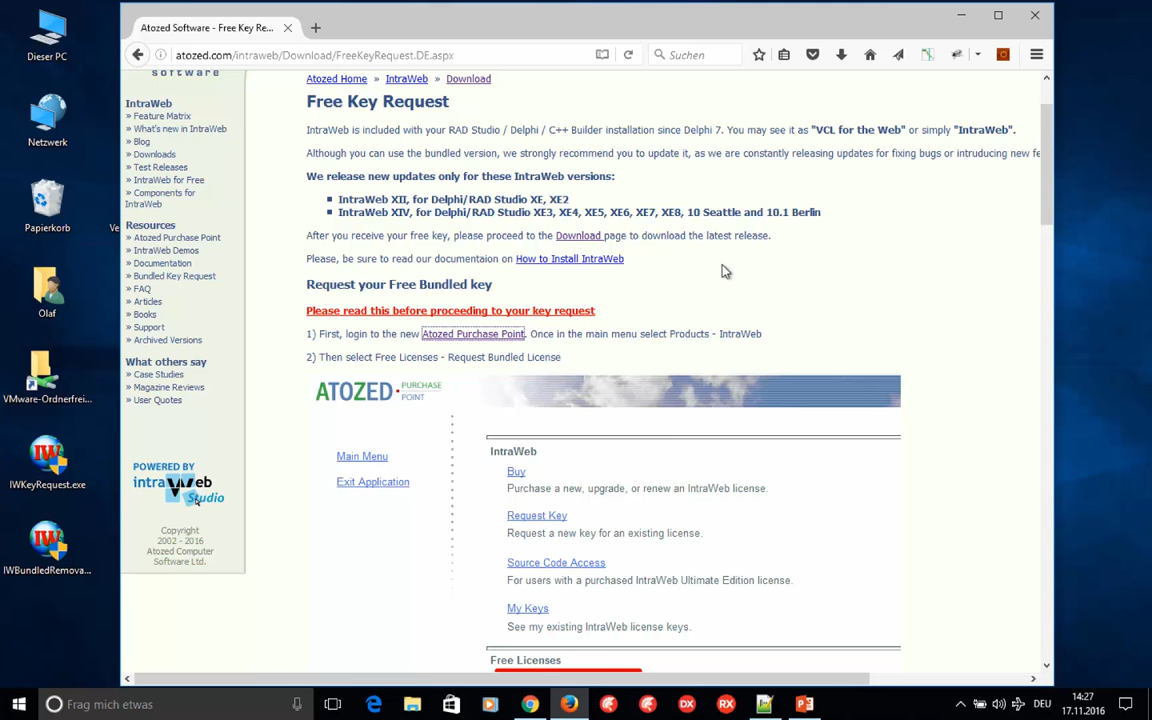 Dieser PC
Netzwerk
Papierkorb
Ve
Olaf
VMware-Ordnerfrei...
IWKeyRequest.exe
IWBundledRemova...
Atozed Software - Free Key Re...
atozed.com/intraweb/Download/FreeKeyRequest.DE.aspx
Suchen
software
IntraWeb
» Feature Matrix
» What's new in IntraWeb
» Blog
» Downloads
» Test Releases
» IntraWeb for Free
» Components for
IntraWeb
Resources
» Atozed Purchase Point
» IntraWeb Demos
» Documentation
» Bundled Key Request
» FAQ
» Articles
» Books
» Support
» Archived Versions
What others say
» Case Studies
» Magazine Reviews
» User Quotes
POWERED BY
intraWeb
Studio
Copyright
2002 - 2016
Atozed Computer
Software Ltd.
Atozed Home » IntraWeb » Download
Free Key Request
IntraWeb is included with your RAD Studio / Delphi / C++ Builder installation since Delphi 7. You may see it as "VCL for the Web" or simply "IntraWeb".
Although you can use the bundled version, we strongly recommend you to update it, as we are constantly releasing updates for fixing bugs or intruducing new fe
We release new updates only for these IntraWeb versions:
IntraWeb XII, for Delphi/RAD Studio XE, XE2
IntraWeb XIV, for Delphi/RAD Studio XE3, XE4, XE5, XE6, XE7, XE8, 10 Seattle and 10.1 Berlin
After you receive your free key, please proceed to the Download page to download the latest release.
Please, be sure to read our documentaion on How to Install IntraWeb
Request your Free Bundled key
Please read this before proceeding to your key request
1) First, login to the new Atozed Purchase Point. Once in the main menu select Products - IntraWeb
2) Then select Free Licenses - Request Bundled License
ATOZED PURCHASE
POINT
Main Menu
Exit Application
IntraWeb
Buy
Purchase a new, upgrade, or renew an IntraWeb license.
Request Key
Request a new key for an existing license.
Source Code Access
For users with a purchased IntraWeb Ultimate Edition license.
My Keys
See my existing IntraWeb license keys.
Free Licenses
Frag mich etwas
DX
RX
DEU
14:27
17.11.2016